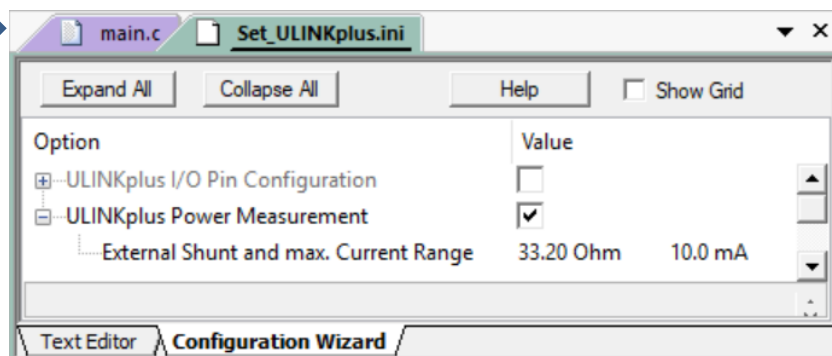 main.c Set_ULINKplus.ini
Expand All Collapse All Help Show Grid
Option Value
ULINKplus I/O Pin Configuration
ULINKplus Power Measurement
External Shunt and max. Current Range 33.20 Ohm 10.0 mA
Text Editor Configuration Wizard